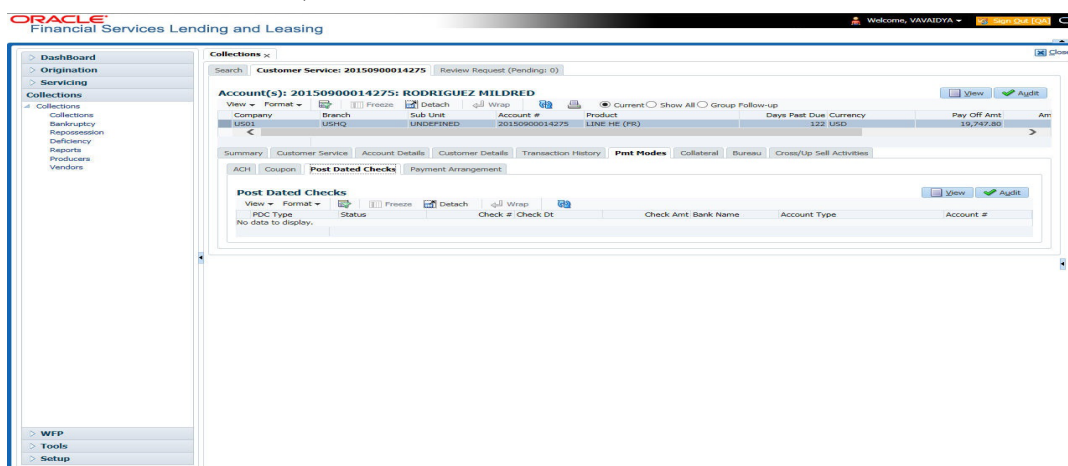 ORACLE
Financial Services Lending and Leasing
Welcome, VAVAIDYA
Sign Out [QA]
DashBoard
Origination
Servicing
Collections
Collections
Collections
Bankruptcy
Repossession
Deficiency
Reports
Producers
Vendors
WFP
Tools
Setup
Collections
Close
Search Customer Service: 20150900014275 Review Request (Pending: 0)
Account(s): 20150900014275: RODRIGUEZ MILDRED
View Audit
View Format Freeze Detach Wrap Current Show All Group Follow-up
Company Branch Sub Unit Account # Product Days Past Due Currency Pay Off Amt Am
US01 USHQ UNDEFINED 20150900014275 LINE HE (PR) 122 USD 19,747.80
Summary Customer Service Account Details Customer Details Transaction History Pmt Modes Collateral Bureau Cross/Up Sell Activities
ACH Coupon Post Dated Checks Payment Arrangement
Post Dated Checks
View Audit
View Format Freeze Detach Wrap
PDC Type Status Check # Check Dt Check Amt Bank Name Account Type Account #
No data to display.